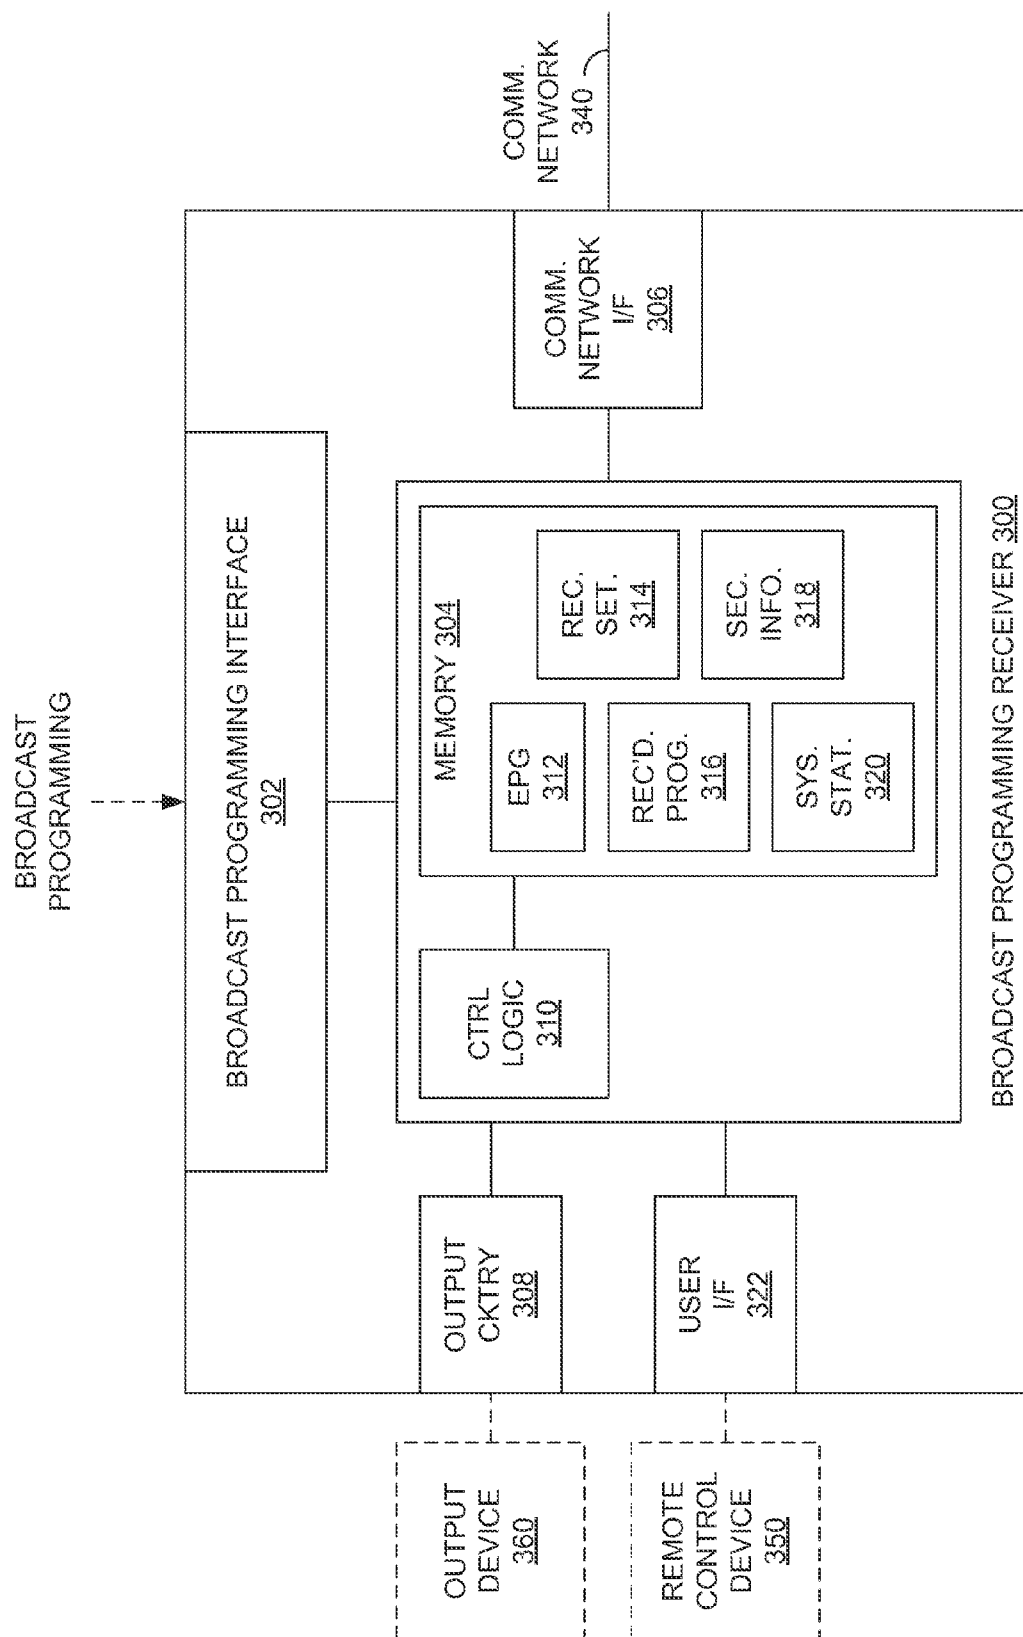 BROADCAST
PROGRAMMING
BROADCAST PROGRAMMING INTERFACE
302
OUTPUT
DEVICE
360
OUTPUT
CKTRY
308
CTRL
LOGIC
310
MEMORY 304
EPG
312
REC.
SET.
314
REC'D.
PROG.
316
SEC.
INFO.
318
SYS.
STAT.
320
COMM.
NETWORK
I/F
306
COMM.
NETWORK
340
REMOTE
CONTROL
DEVICE
350
USER
I/F
322
BROADCAST PROGRAMMING RECEIVER 300